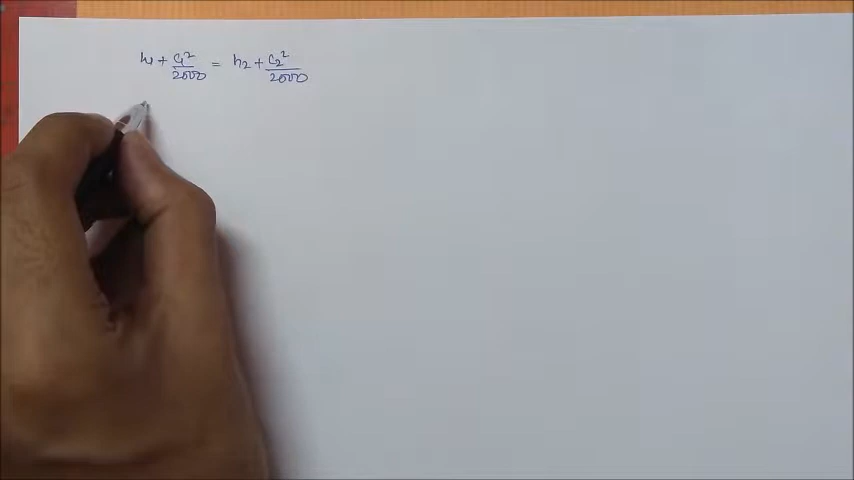 h₁ + C₁²/2000 = h₂ + C₂²/2000